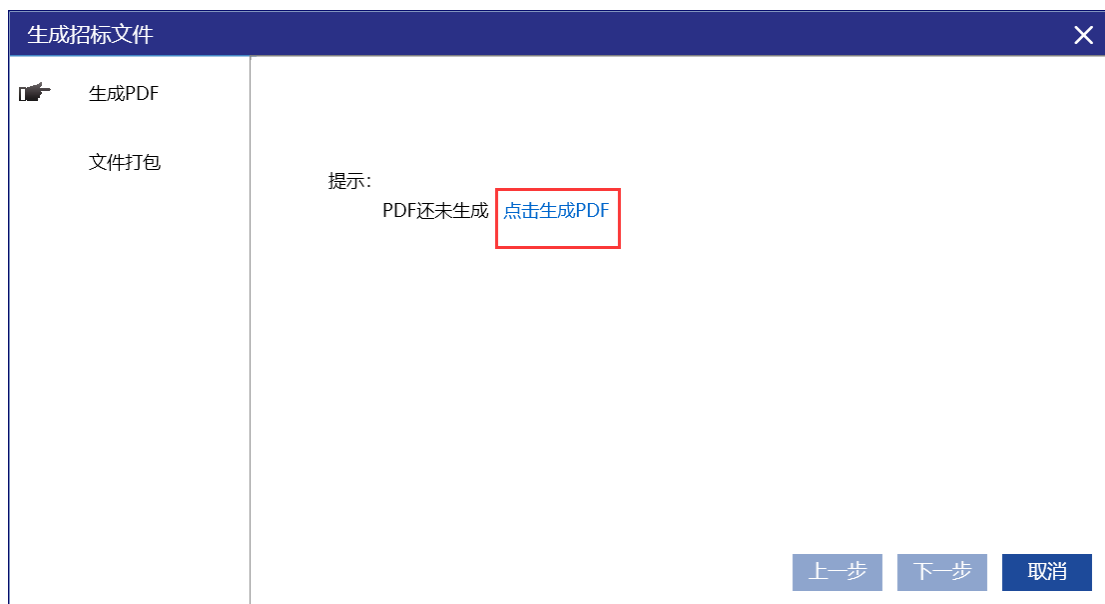 生成招标文件
生成PDF
文件打包
提示：
PDF还未生成 点击生成PDF
上一步 下一步 取消